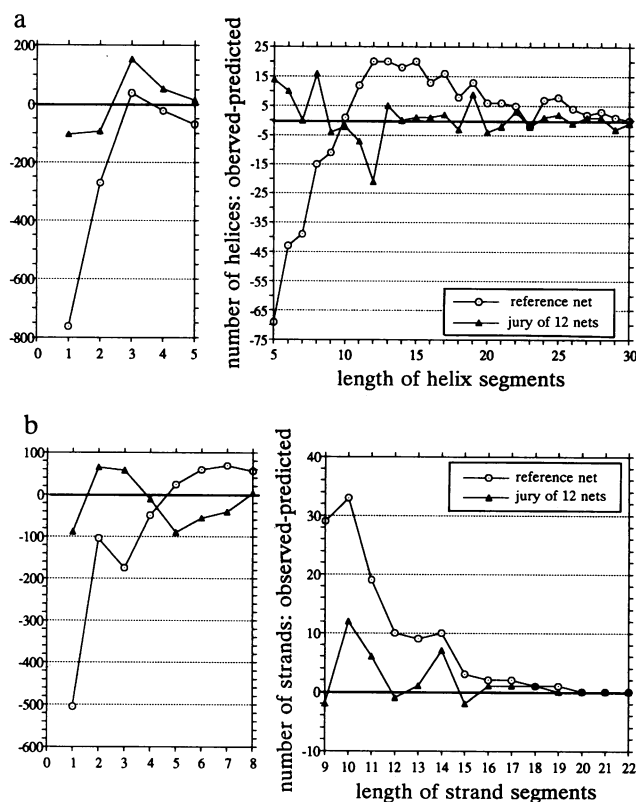 a
200
0
-200
-400
-600
-800
0 1 2 3 4 5
number of helices: oberved-predicted
25
15
5
-5
-15
-25
-35
-45
-55
-65
-75
reference net
jury of 12 nets
5 10 15 20 25 30
length of helix segments
b
100
0
-100
-200
-300
-400
-500
-600
0 1 2 3 4 5 6 7 8
number of strands: observed-predicted
40
30
20
10
0
-10
reference net
jury of 12 nets
9 10 11 12 13 14 15 16 17 18 19 20 21 22
length of strand segments